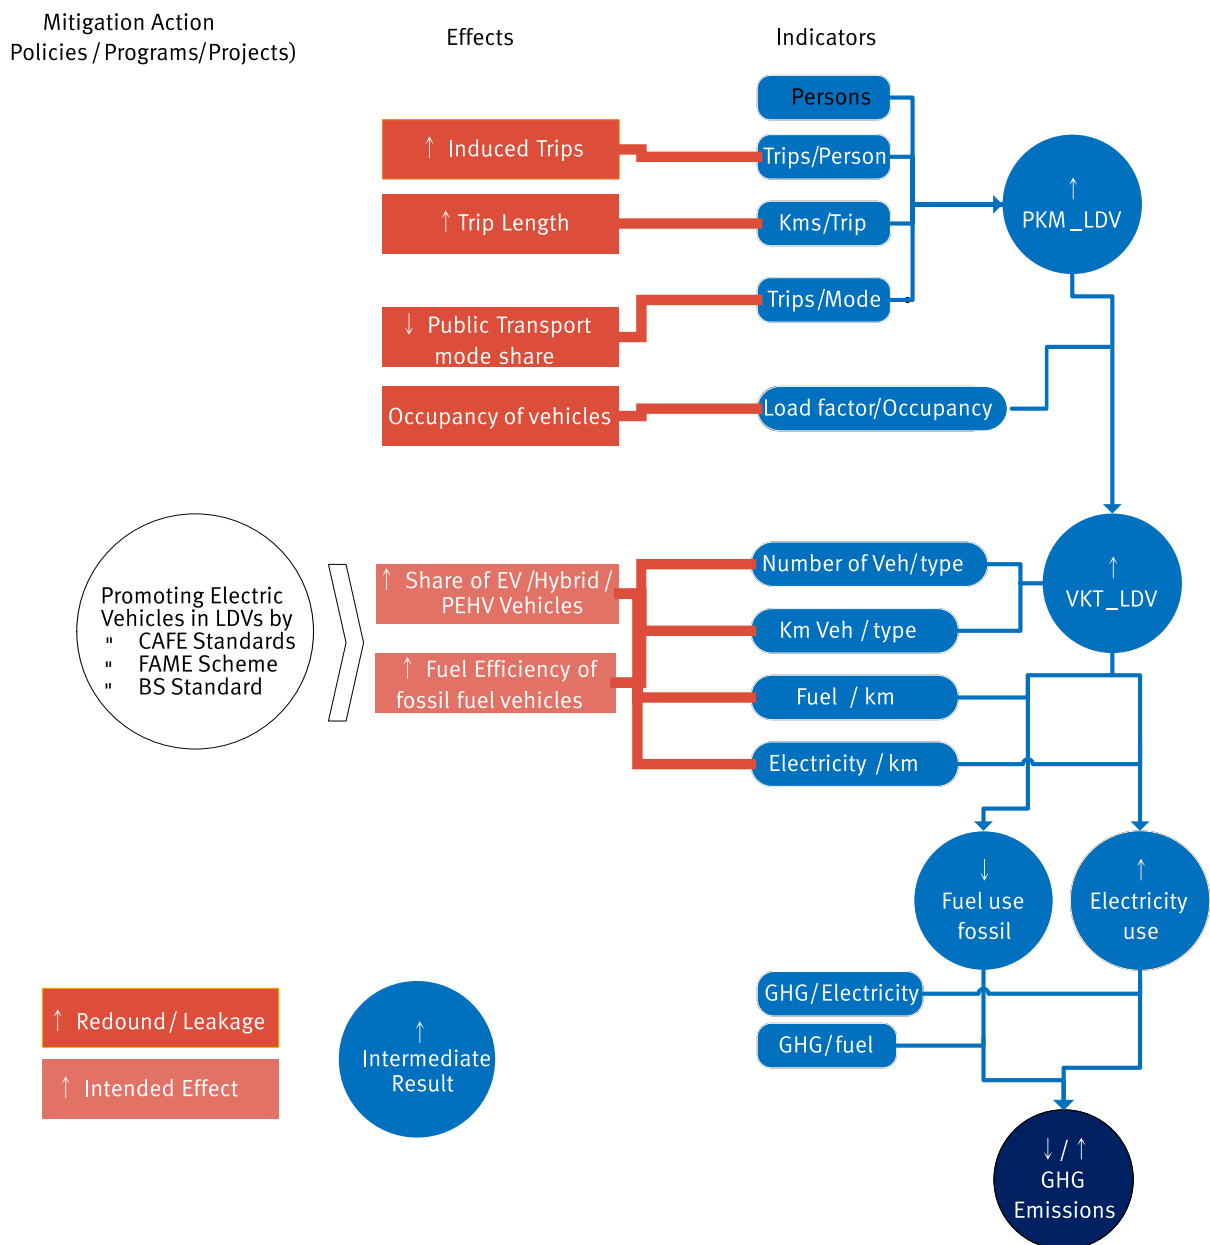 Mitigation Action
Policies / Programs/Projects)
Effects
Indicators
Persons
↑ Induced Trips
Trips/Person
↑ Trip Length
Kms/Trip
↑
PKM_LDV
↓ Public Transport
mode share
Trips/Mode
Occupancy of vehicles
Load factor/Occupancy
Promoting Electric
Vehicles in LDVs by
" CAFE Standards
" FAME Scheme
" BS Standard
↑ Share of EV/Hybrid/
PEHV Vehicles
↑ Fuel Efficiency of
fossil fuel vehicles
Number of Veh/type
Km Veh / type
Fuel / km
Electricity / km
↑
VKT_LDV
↓
Fuel use
fossil
↑
Electricity
use
GHG/Electricity
GHG/fuel
↑ Redound/ Leakage
↑ Intended Effect
↑
Intermediate
Result
↓ / ↑
GHG
Emissions